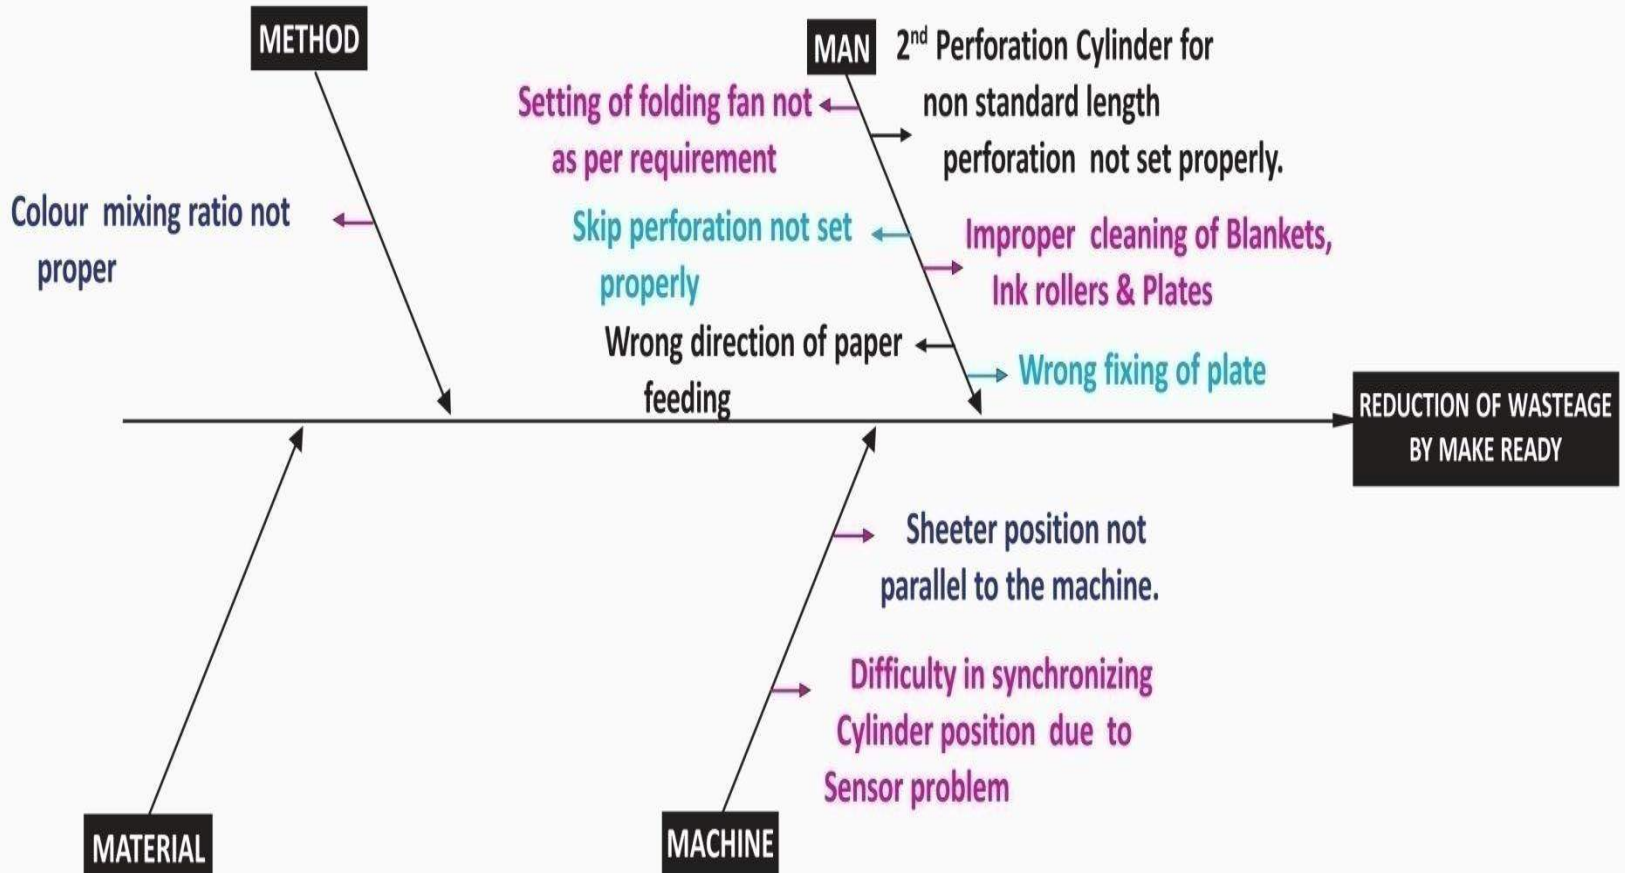 METHOD
Colour mixing ratio not
proper
MAN
Setting of folding fan not
as per requirement
Skip perforation not set
properly
Wrong direction of paper
feeding
2nd Perforation Cylinder for
non standard length
perforation not set properly.
Improper cleaning of Blankets,
Ink rollers & Plates
Wrong fixing of plate
REDUCTION OF WASTEAGE
BY MAKE READY
MATERIAL
MACHINE
Sheeter position not
parallel to the machine.
Difficulty in synchronizing
Cylinder position due to
Sensor problem